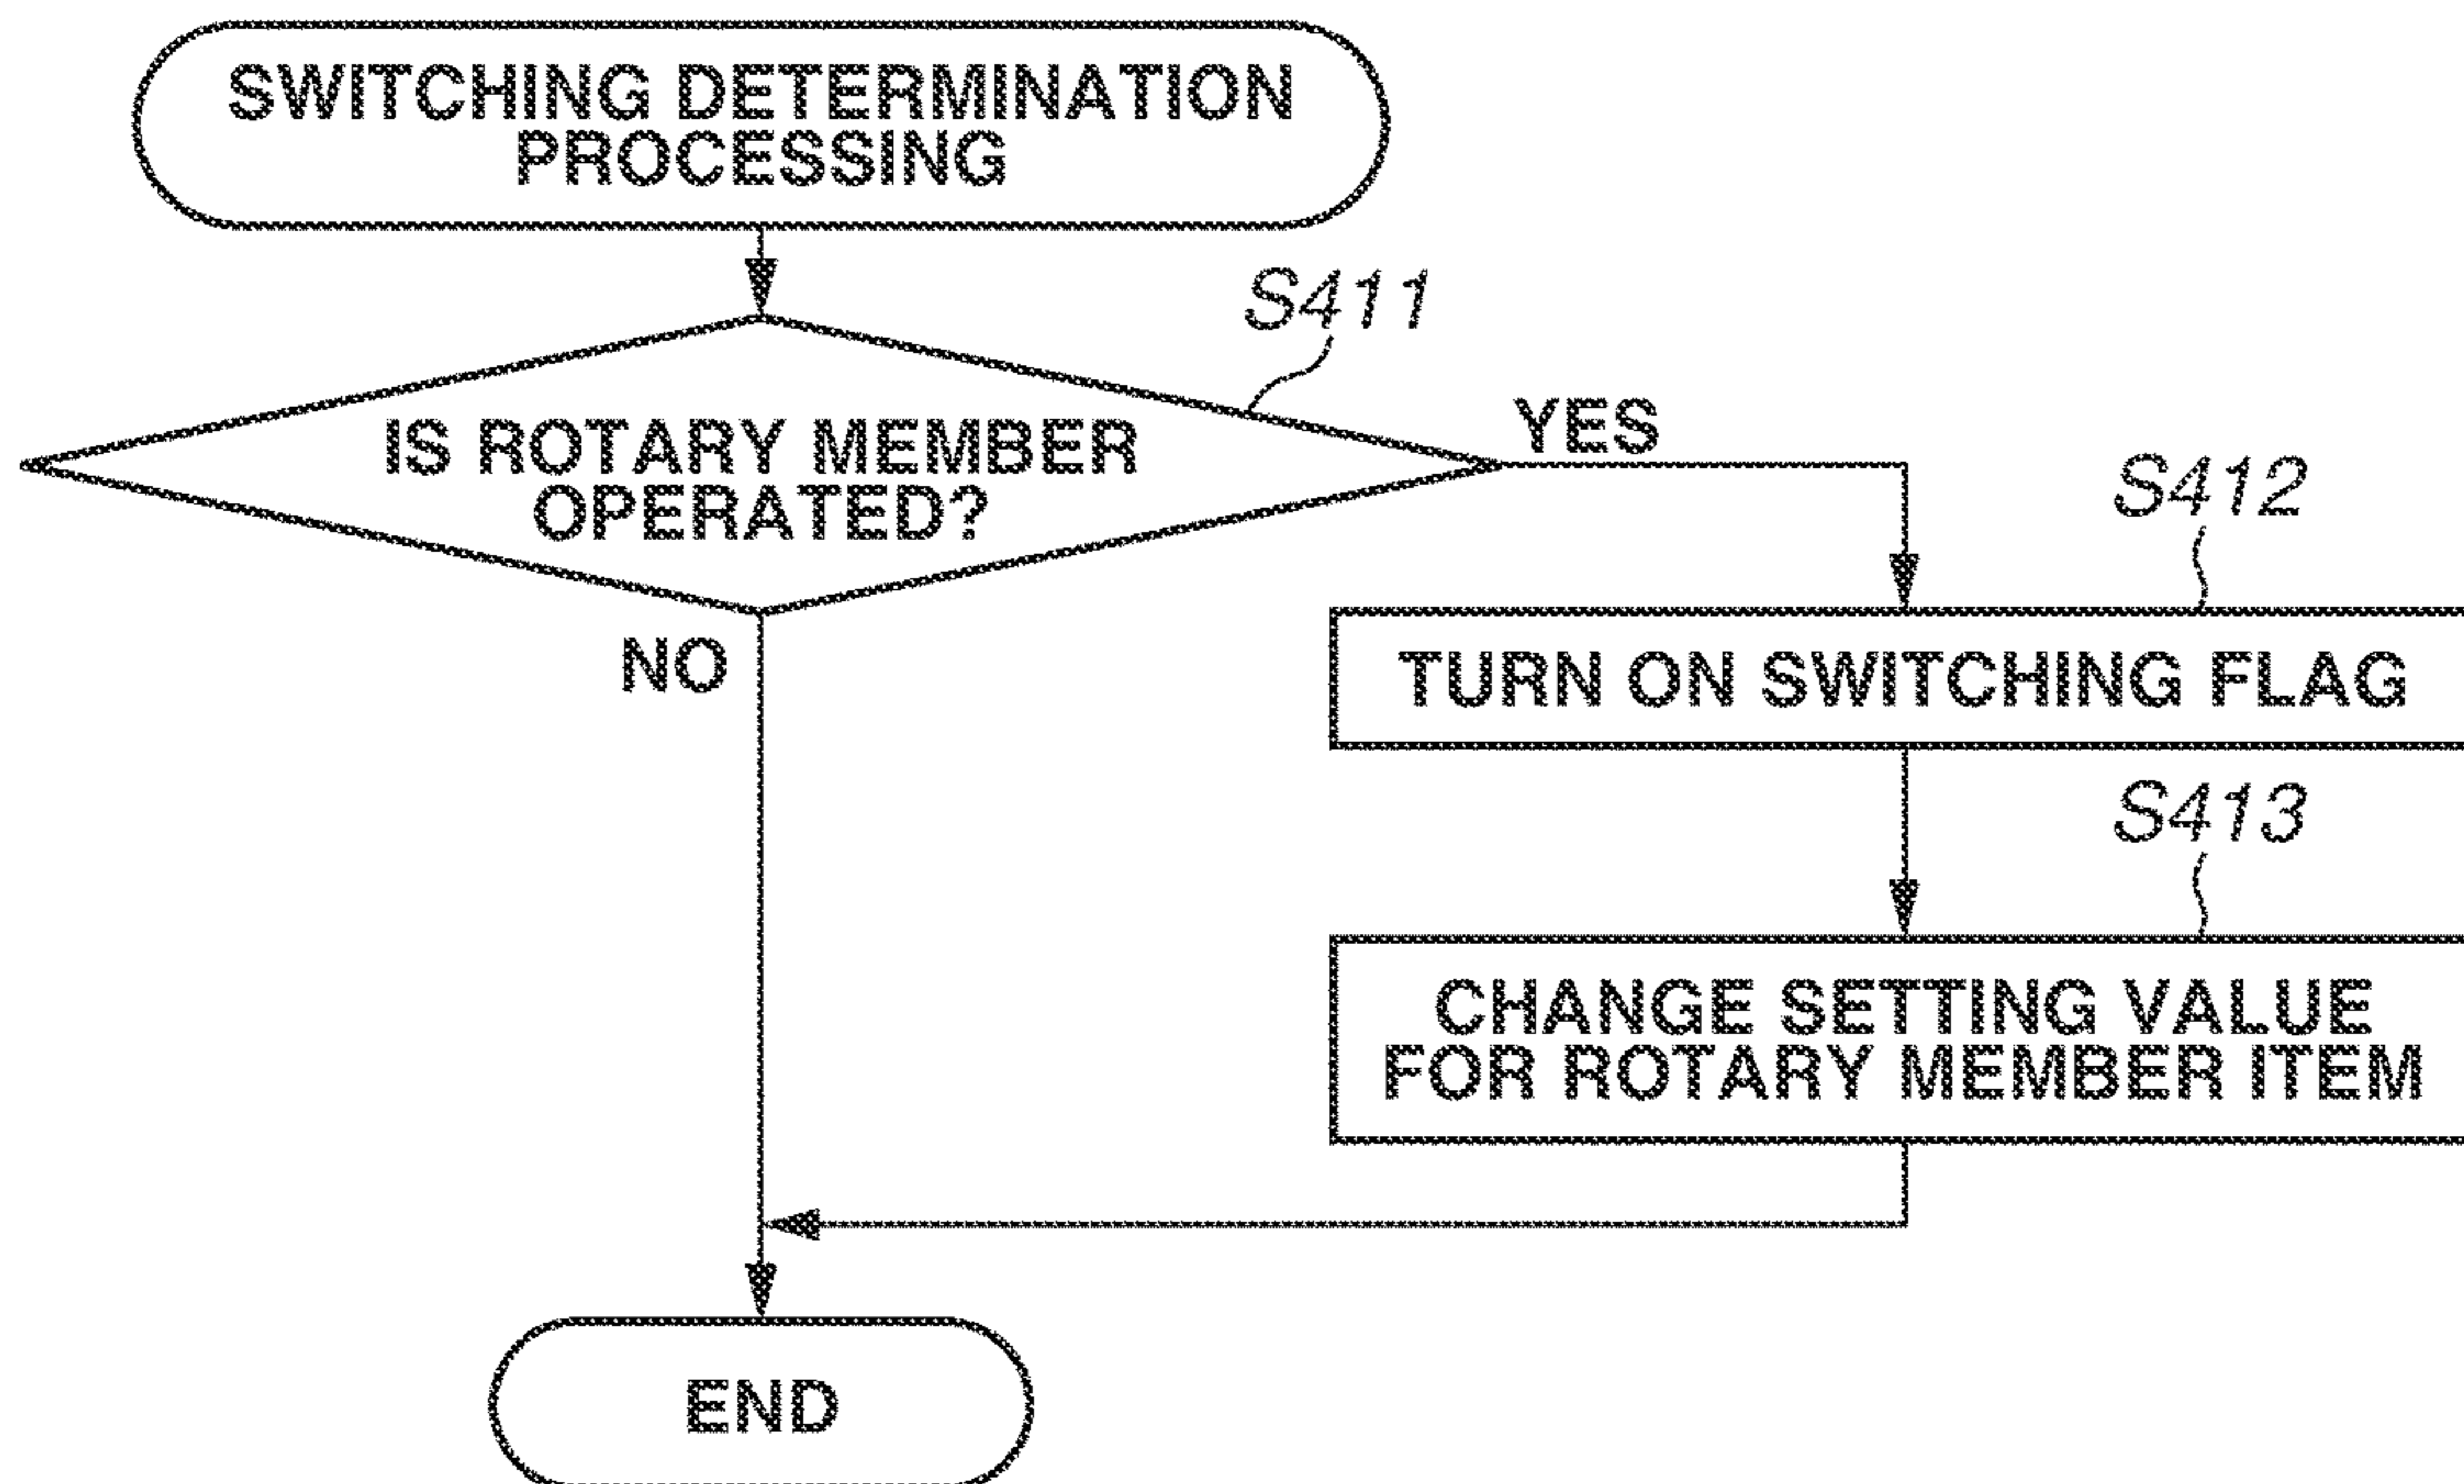 SWITCHING DETERMINATION
PROCESSING
S411
IS ROTARY MEMBER
OPERATED?
YES
S412
NO
TURN ON SWITCHING FLAG
S413
CHANGE SETTING VALUE
FOR ROTARY MEMBER ITEM
END